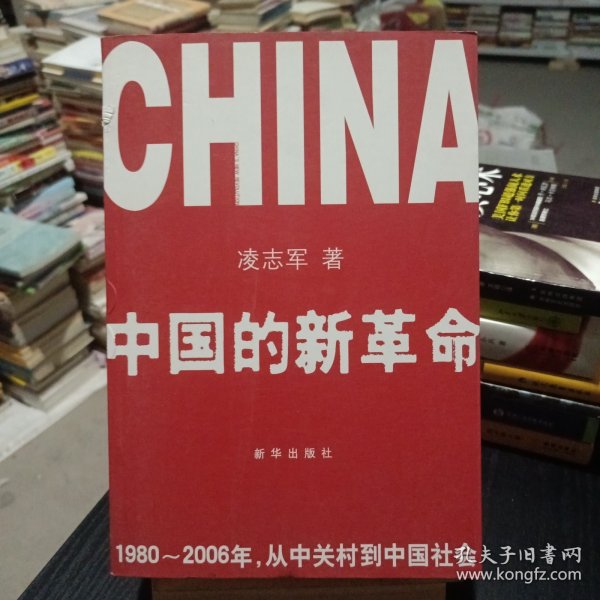 CHINA
凌志军 著
中国的新革命
新华出版社
1980～2006年，从中关村到中国社会
孔夫子旧书网
www.kongfz.com